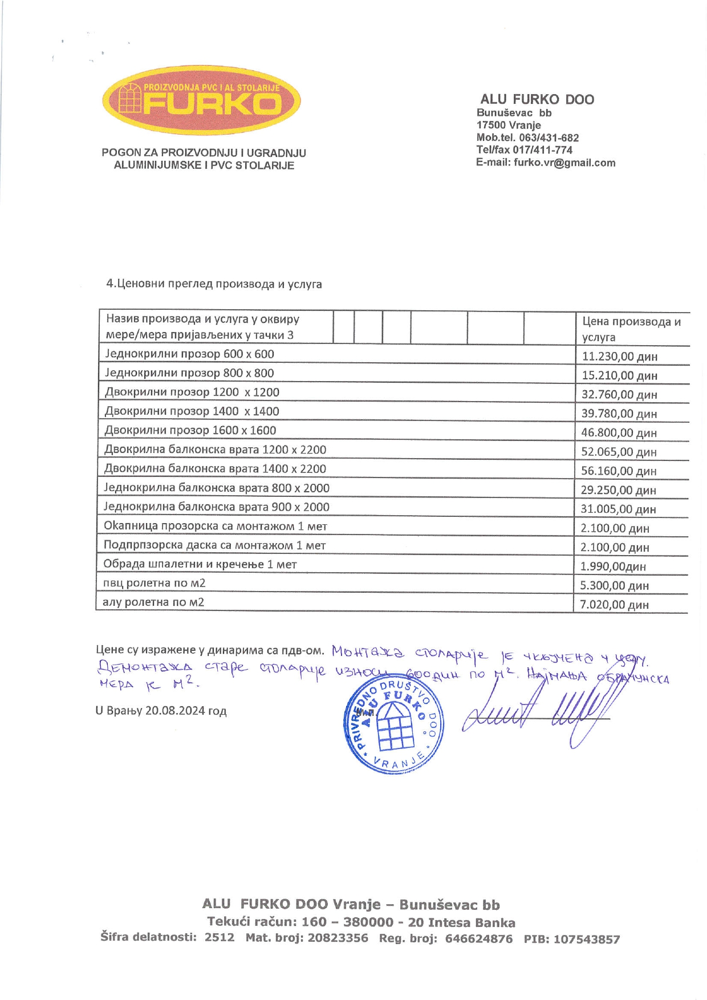 PROIZVODNJA PVC I AL STOLARIJE
FURKO
POGON ZA PROIZVODNJU I UGRADNJU
ALUMINIJUMSKE I PVC STOLARIJE
ALU FURKO DOO
Bunuševac bb
17500 Vranje
Mob.tel. 063/431-682
Tel/fax 017/411-774
E-mail: furko.vr@gmail.com
4.Ценовни преглед производа и услуга
Назив производа и услуга у оквиру
мере/мера пријављених у тачки 3
Цена производа и
услуга
Једнокрилни прозор 600 x 600 11.230,00 дин
Једнокрилни прозор 800 x 800 15.210,00 дин
Двокрилни прозор 1200 x 1200 32.760,00 дин
Двокрилни прозор 1400 x 1400 39.780,00 дин
Двокрилни прозор 1600 x 1600 46.800,00 дин
Двокрилна балконска врата 1200 x 2200 52.065,00 дин
Двокрилна балконска врата 1400 x 2200 56.160,00 дин
Једнокрилна балконска врата 800 x 2000 29.250,00 дин
Једнокрилна балконска врата 900 x 2000 31.005,00 дин
Окапница прозорска са монтажом 1 мет 2.100,00 дин
Подпрпзорска даска са монтажом 1 мет 2.100,00 дин
Обрада шпалетни и кречење 1 мет 1.990,00дин
пвц ролетна по м2 5.300,00 дин
алу ролетна по м2 7.020,00 дин
Цене су изражене у динарима са пдв-ом. Монтажа столарије је укључена у цену.
Демонтажа старе столарије износи 600дин по м². Најмања обрачунска
мера је м².
U Врању 20.08.2024 год
м.п.
PRIVREDNO DRUŠTVO DOO
ALU FURKO
VRANJE
ALU FURKO DOO Vranje – Bunuševac bb
Tekući račun: 160 – 380000 - 20 Intesa Banka
Šifra delatnosti: 2512 Mat. broj: 20823356 Reg. broj: 646624876 PIB: 107543857